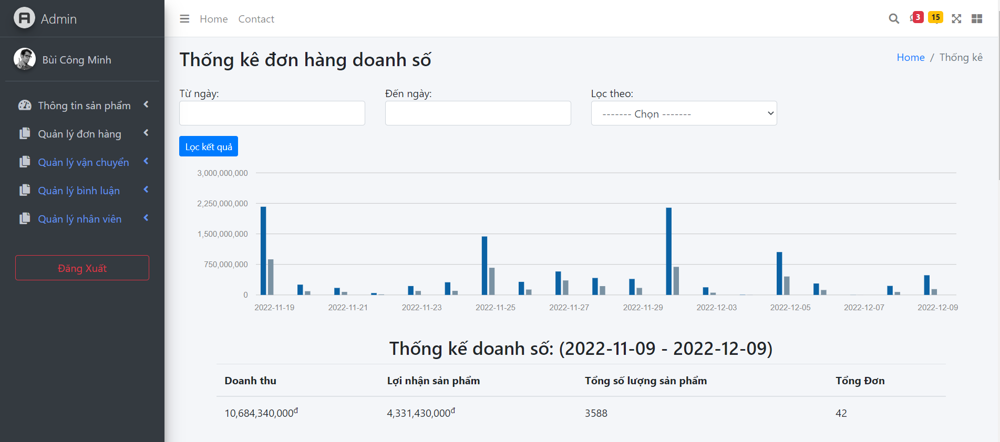 Admin
Home Contact
3 15
Bùi Công Minh
Thông tin sản phẩm
Quản lý đơn hàng
Quản lý vận chuyển
Quản lý bình luận
Quản lý nhân viên
Đăng Xuất
Thống kê đơn hàng doanh số
Home / Thống kê
Từ ngày: Đến ngày: Lọc theo:
------- Chọn -------
Lọc kết quả
3,000,000,000
2,250,000,000
1,500,000,000
750,000,000
0
2022-11-19 2022-11-21 2022-11-23 2022-11-25 2022-11-27 2022-11-29 2022-12-03 2022-12-05 2022-12-07 2022-12-09
Thống kế doanh số: (2022-11-09 - 2022-12-09)
Doanh thu Lợi nhận sản phẩm Tổng số lượng sản phẩm Tổng Đơn
10,684,340,000đ 4,331,430,000đ 3588 42